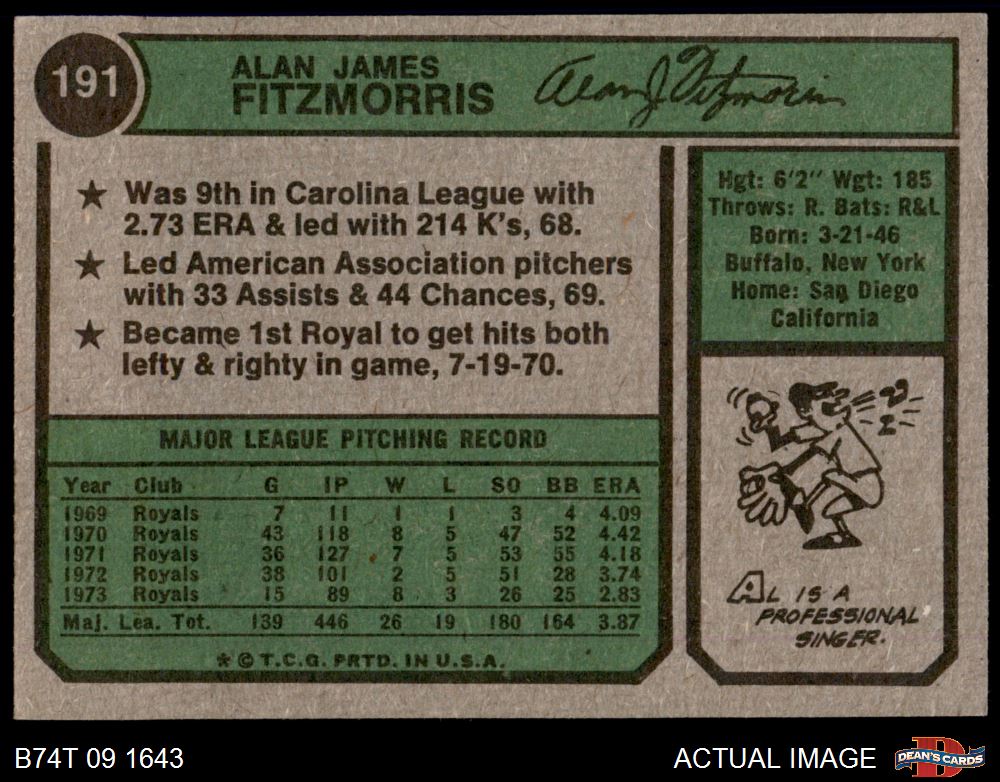 191
ALAN JAMES
FITZMORRIS
Alan J. Fitzmorris
★ Was 9th in Carolina League with
2.73 ERA & led with 214 K's, 68.
★ Led American Association pitchers
with 33 Assists & 44 Chances, 69.
★ Became 1st Royal to get hits both
lefty & righty in game, 7-19-70.
Hgt: 6'2" Wgt: 185
Throws: R. Bats: R&L
Born: 3-21-46
Buffalo, New York
Home: San Diego
California
MAJOR LEAGUE PITCHING RECORD
Year Club G IP W L SO BB ERA
1969 Royals 7 11 1 1 3 4 4.09
1970 Royals 43 118 8 5 47 52 4.42
1971 Royals 36 127 7 5 53 55 4.18
1972 Royals 38 101 2 5 51 28 3.74
1973 Royals 15 89 8 3 26 25 2.83
Maj. Lea. Tot. 139 446 26 19 180 164 3.87
★ © T.C.G. PRTD. IN U.S.A.
AL IS A
PROFESSIONAL
SINGER.
B74T 09 1643
ACTUAL IMAGE
D
DEAN'S CARDS